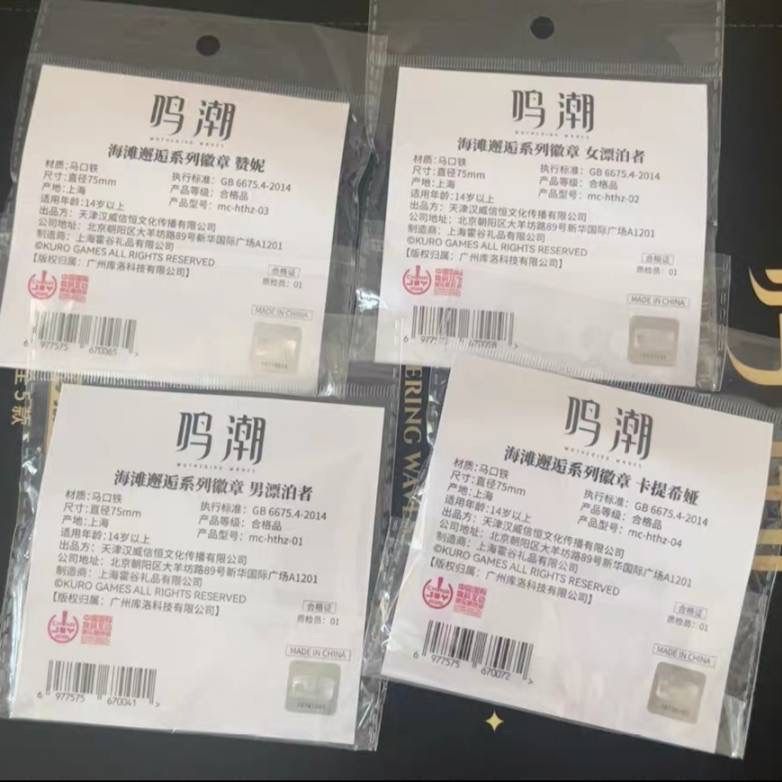 鸣潮
WUTHERING WAVES
海滩邂逅系列徽章 赞妮
材质：马口铁
执行标准：GB 6675.4-2014
尺寸：直径75mm
产品等级：合格品
产地：上海
产品型号：mc-hthz-03
适用年龄：14岁以上
出品方：天津汉威信恒文化传播有限公司
公司地址：北京朝阳区大羊坊路89号新华国际广场A1201
制造商：上海霍谷礼品有限公司
©KURO GAMES ALL RIGHTS RESERVED
【版权归属：广州库洛科技有限公司】
合格证
质检员：01
MADE IN CHINA
6 977575 670065 >
鸣潮
WUTHERING WAVES
海滩邂逅系列徽章 女漂泊者
材质：马口铁
执行标准：GB 6675.4-2014
尺寸：直径75mm
产品等级：合格品
产地：上海
产品型号：mc-hthz-02
适用年龄：14岁以上
出品方：天津汉威信恒文化传播有限公司
公司地址：北京朝阳区大羊坊路89号新华国际广场A1201
制造商：上海霍谷礼品有限公司
©KURO GAMES ALL RIGHTS RESERVED
【版权归属：广州库洛科技有限公司】
合格证
质检员：01
MADE IN CHINA
6 977575 670058 >
鸣潮
WUTHERING WAVES
海滩邂逅系列徽章 男漂泊者
材质：马口铁
执行标准：GB 6675.4-2014
尺寸：直径75mm
产品等级：合格品
产地：上海
产品型号：mc-hthz-01
适用年龄：14岁以上
出品方：天津汉威信恒文化传播有限公司
公司地址：北京朝阳区大羊坊路89号新华国际广场A1201
制造商：上海霍谷礼品有限公司
©KURO GAMES ALL RIGHTS RESERVED
【版权归属：广州库洛科技有限公司】
合格证
质检员：01
MADE IN CHINA
6 977575 670041 >
鸣潮
WUTHERING WAVES
海滩邂逅系列徽章 卡提希娅
材质：马口铁
执行标准：GB 6675.4-2014
尺寸：直径75mm
产品等级：合格品
产地：上海
产品型号：mc-hthz-04
适用年龄：14岁以上
出品方：天津汉威信恒文化传播有限公司
公司地址：北京朝阳区大羊坊路89号新华国际广场A1201
制造商：上海霍谷礼品有限公司
©KURO GAMES ALL RIGHTS RESERVED
【版权归属：广州库洛科技有限公司】
合格证
质检员：01
MADE IN CHINA
6 977575 670072 >
ERING WA
5款